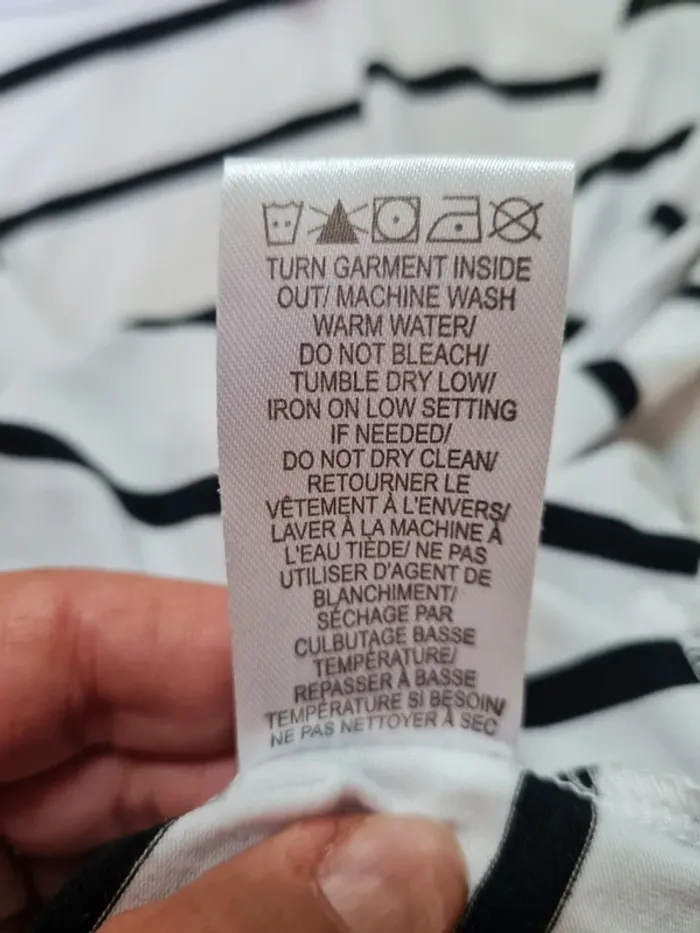 TURN GARMENT INSIDE
OUT/ MACHINE WASH
WARM WATER/
DO NOT BLEACH/
TUMBLE DRY LOW/
IRON ON LOW SETTING
IF NEEDED/
DO NOT DRY CLEAN/
RETOURNER LE
VÊTEMENT À L'ENVERS/
LAVER À LA MACHINE À
L'EAU TIÈDE/ NE PAS
UTILISER D'AGENT DE
BLANCHIMENT/
SÉCHAGE PAR
CULBUTAGE BASSE
TEMPÉRATURE/
REPASSER À BASSE
TEMPÉRATURE SI BESOIN/
NE PAS NETTOYER À SEC